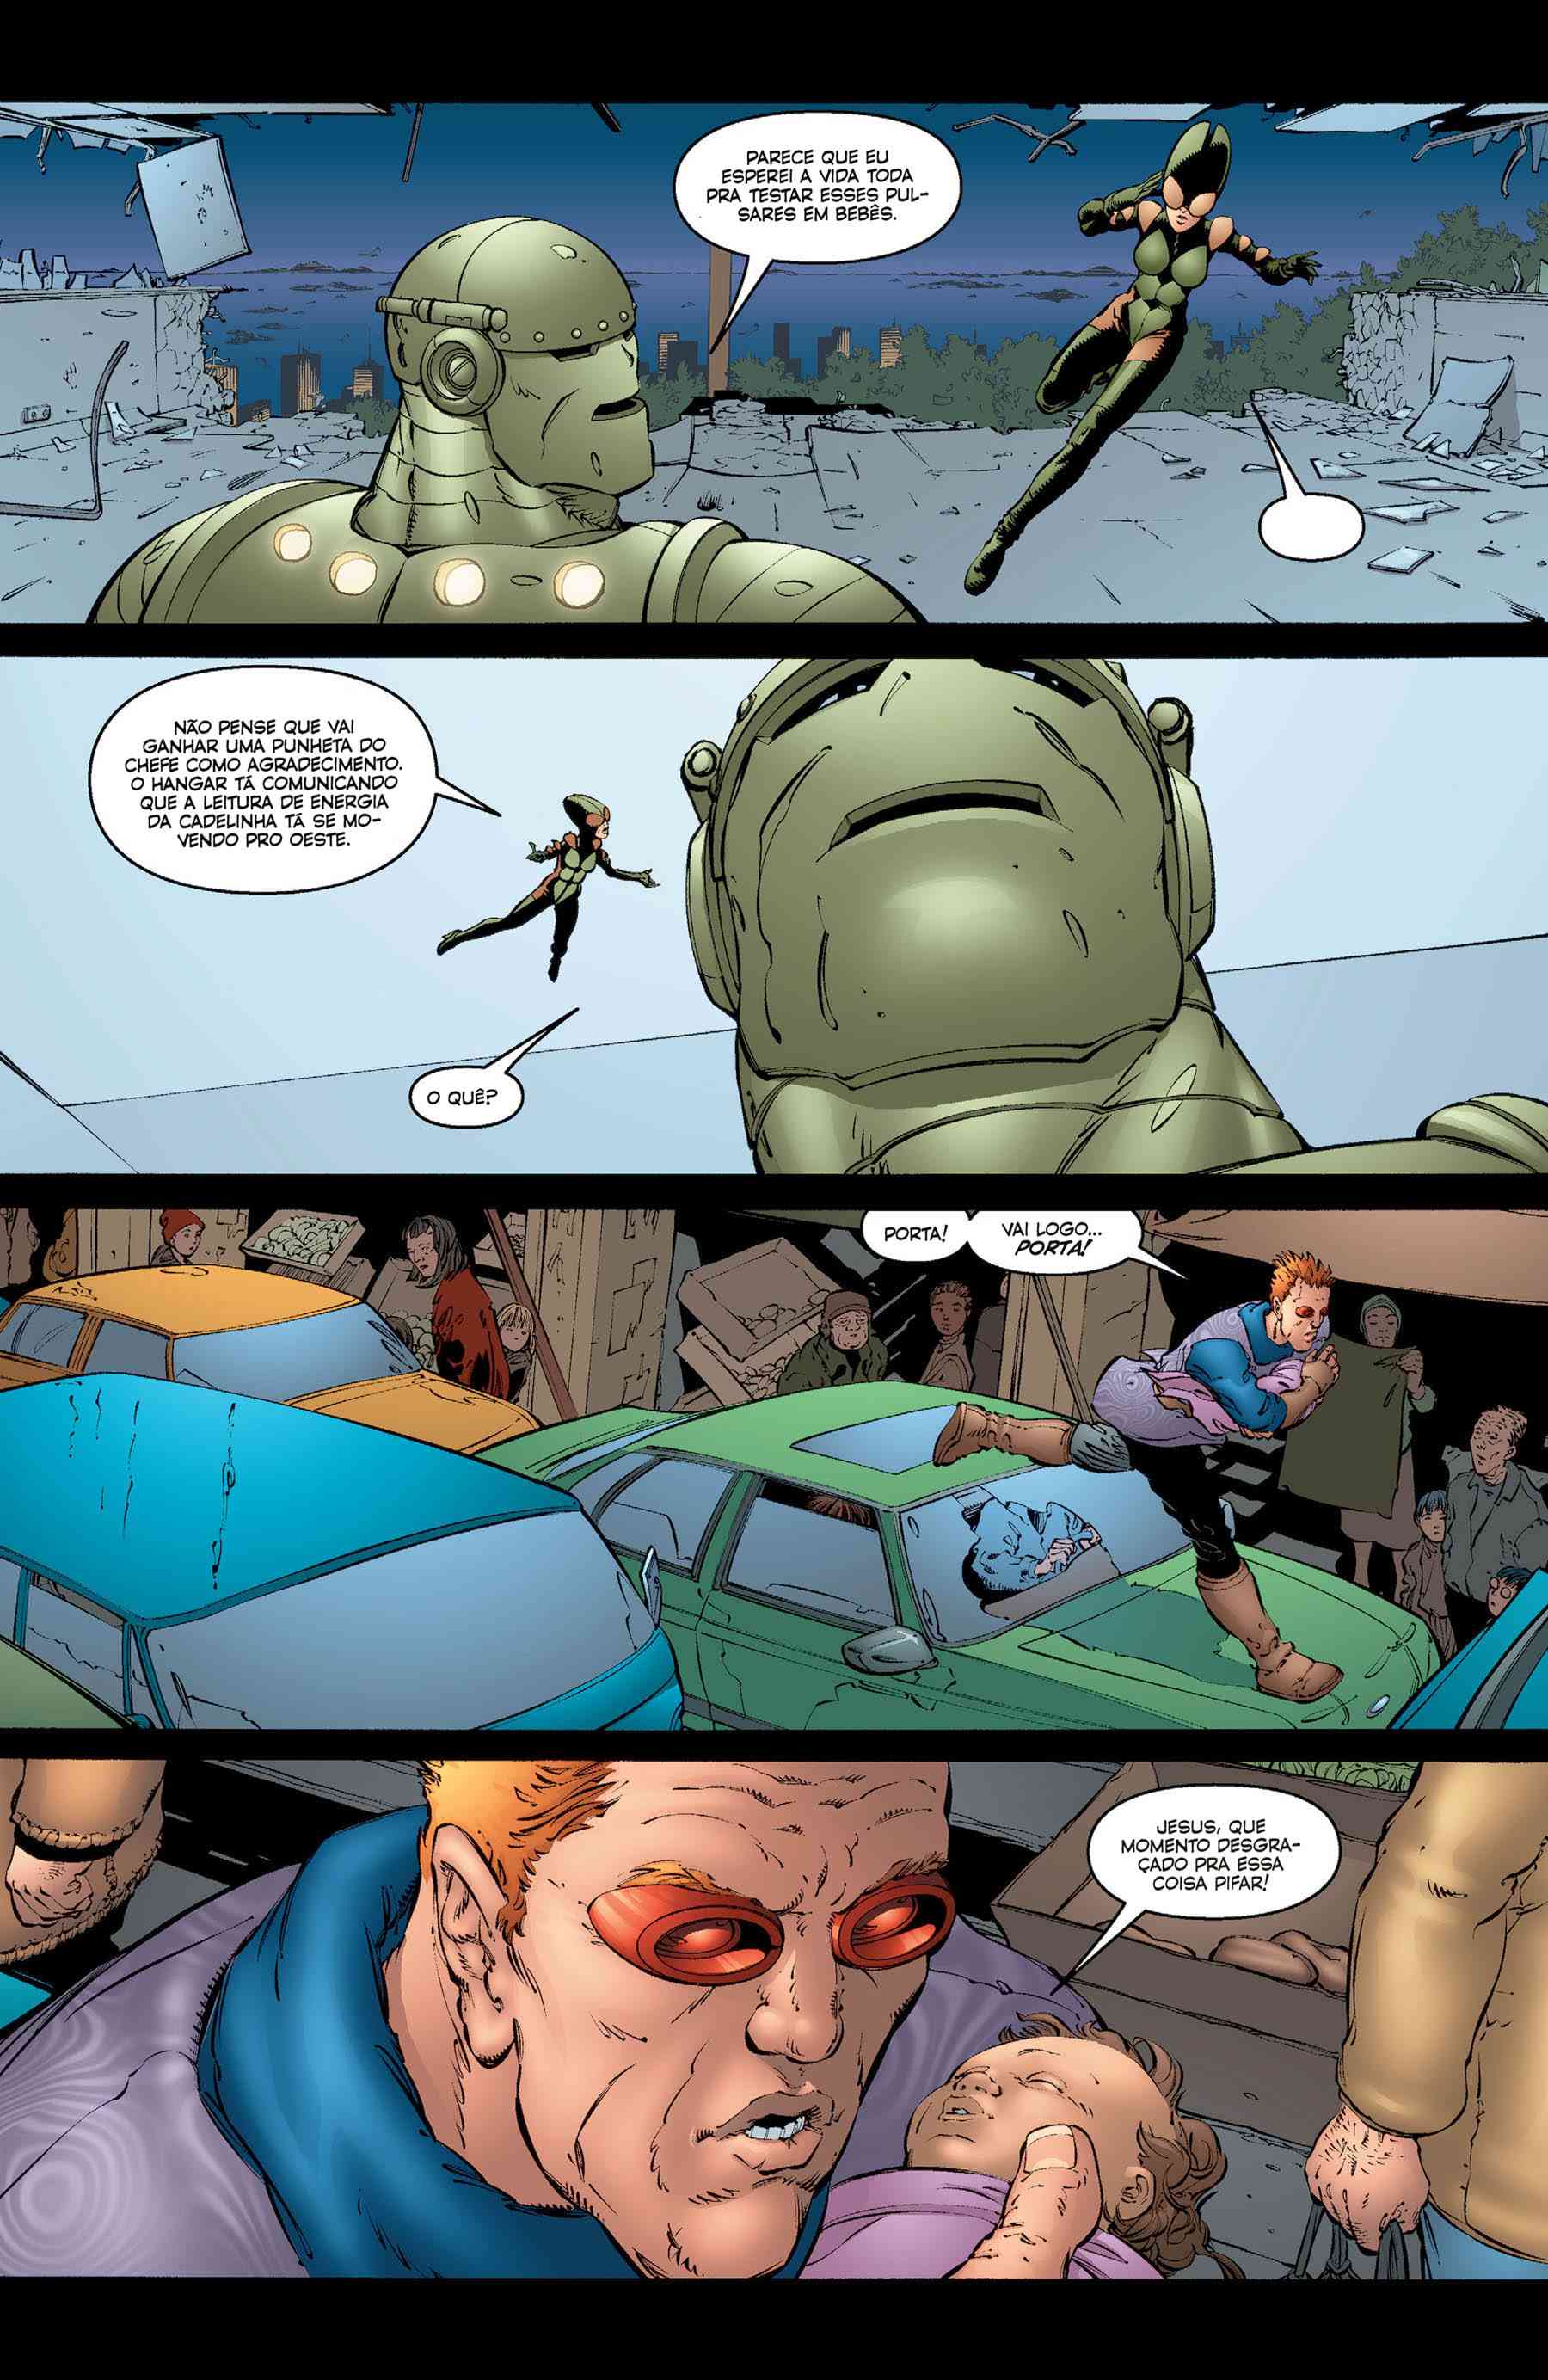 PARECE QUE EU
ESPEREI A VIDA TODA
PRA TESTAR ESSES PUL-
SARES EM BEBÊS.
NÃO PENSE QUE VAI
GANHAR UMA PUNHETA DO
CHEFE COMO AGRADECIMENTO.
O HANGAR TÁ COMUNICANDO
QUE A LEITURA DE ENERGIA
DA CADELINHA TÁ SE MO-
VENDO PRO OESTE.
O QUÊ?
PORTA!
VAI LOGO...
PORTA!
JESUS, QUE
MOMENTO DESGRA-
ÇADO PRA ESSA
COISA PIFAR!